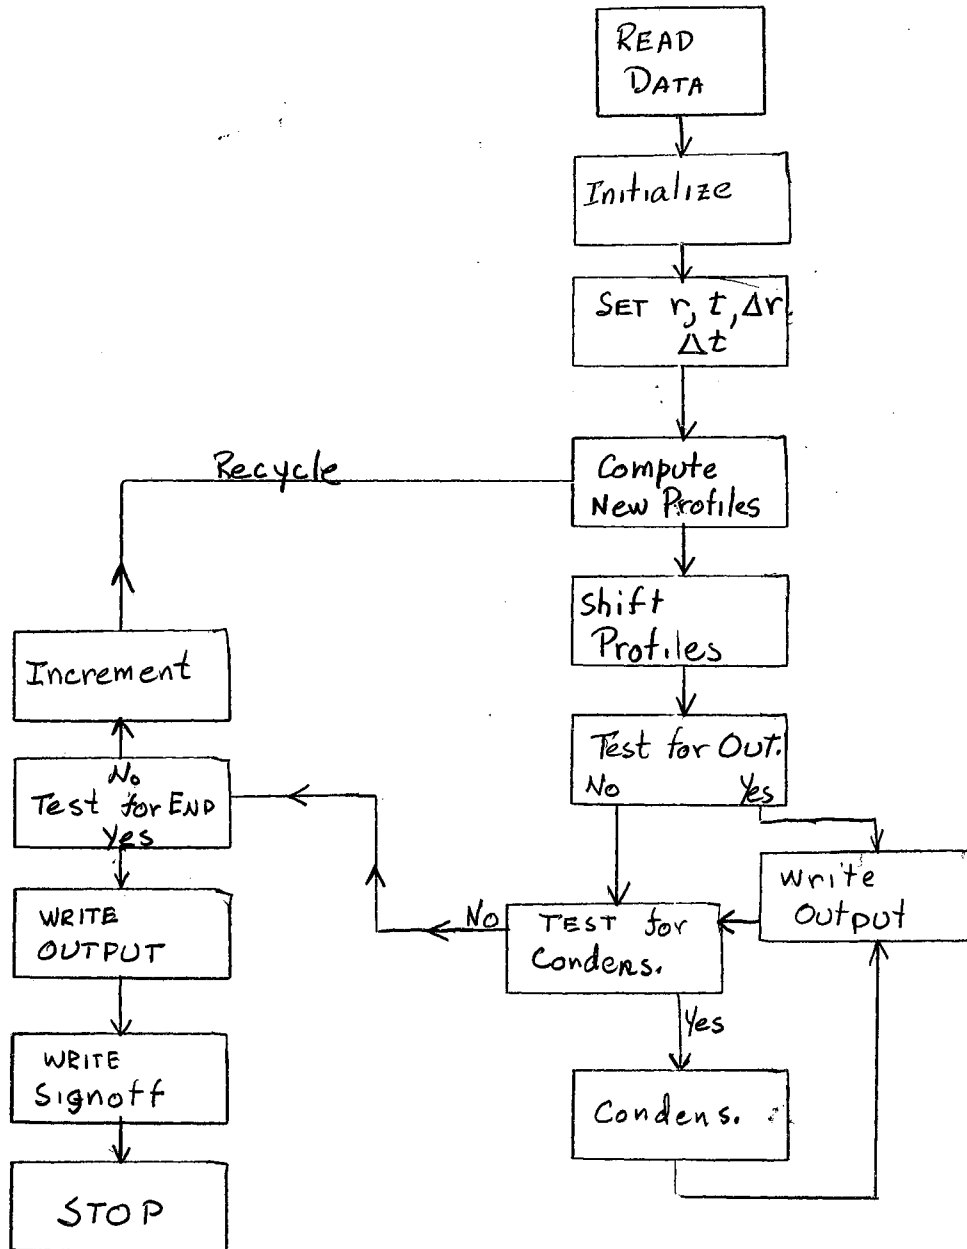 READ
DATA
Initialize
SET r, t, Δr.
Δt
Recycle
Compute
New Profiles
Shift
Profiles
Increment
Test for Out.
No Yes
No
Test for END
Yes
Write
Output
WRITE
OUTPUT
No
TEST for
Condens.
Yes
WRITE
Signoff
Condens.
STOP